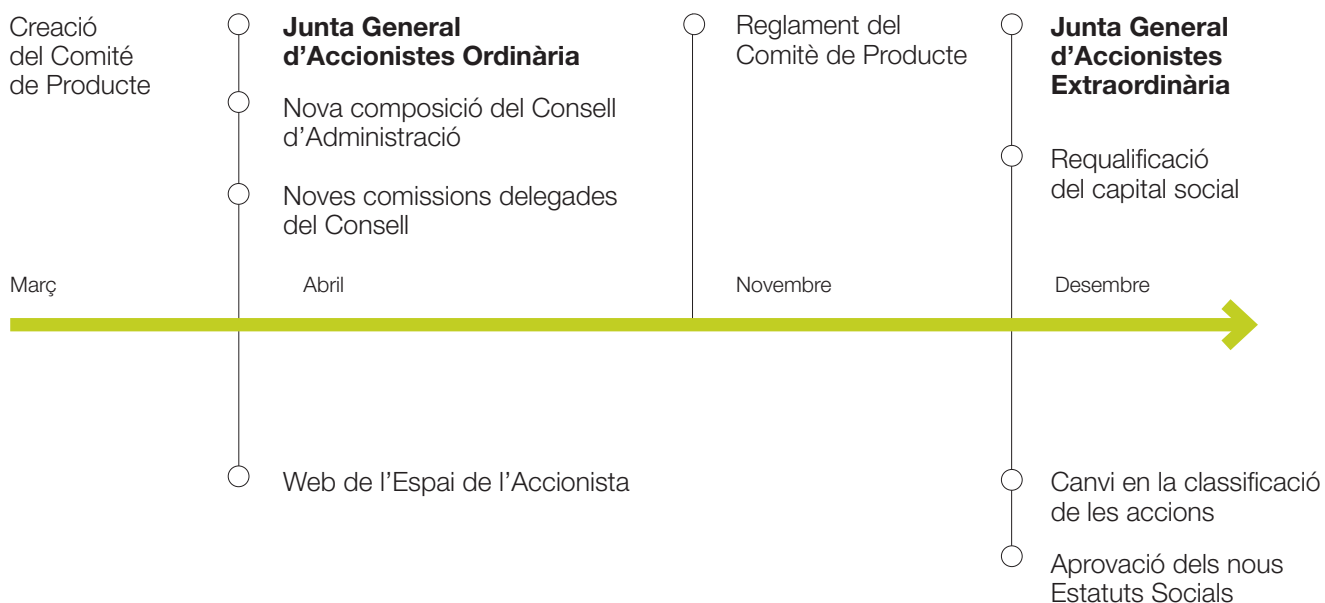 Creació
del Comité
de Producte
Junta General
d’Accionistes Ordinària
Nova composició del Consell
d’Administració
Noves comissions delegades
del Consell
Reglament del
Comitè de Producte
Junta General
d’Accionistes
Extraordinària
Requalificació
del capital social
Març
Abril
Novembre
Desembre
Web de l’Espai de l’Accionista
Canvi en la classificació
de les accions
Aprovació dels nous
Estatuts Socials